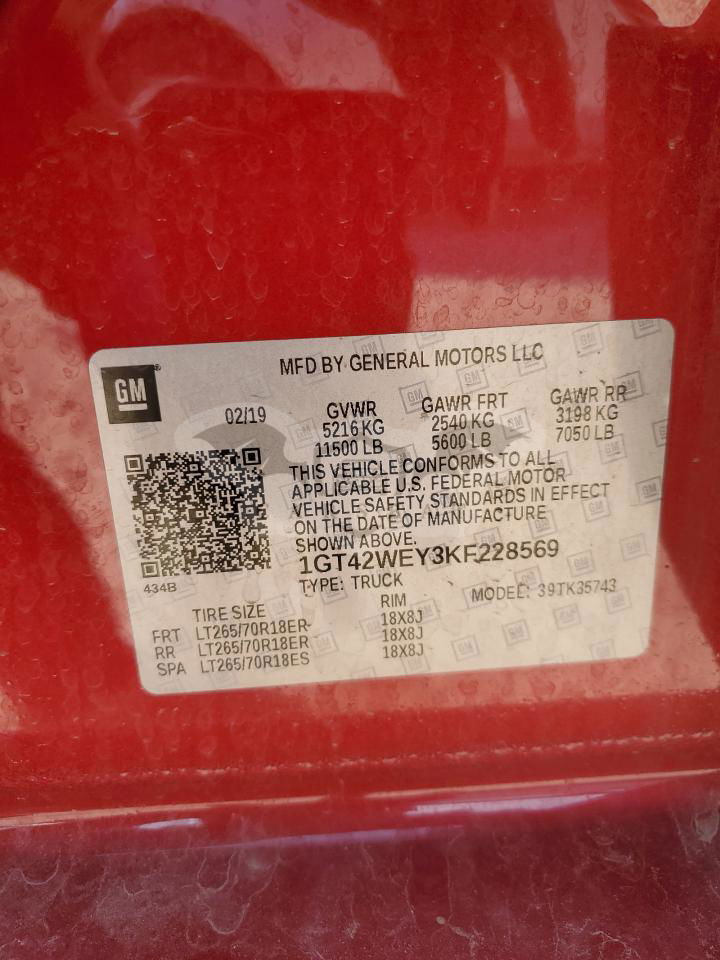 GM
MFD BY GENERAL MOTORS LLC
02/19
GVWR GAWR FRT GAWR RR
5216 KG 2540 KG 3198 KG
11500 LB 5600 LB 7050 LB
THIS VEHICLE CONFORMS TO ALL
APPLICABLE U.S. FEDERAL MOTOR
VEHICLE SAFETY STANDARDS IN EFFECT
ON THE DATE OF MANUFACTURE
SHOWN ABOVE.
1GT42WEY3KF228569
434B
TYPE: TRUCK
MODEL: 39TK35743
TIRE SIZE RIM
FRT LT265/70R18ER 18X8J
RR LT265/70R18ER 18X8J
SPA LT265/70R18ES 18X8J